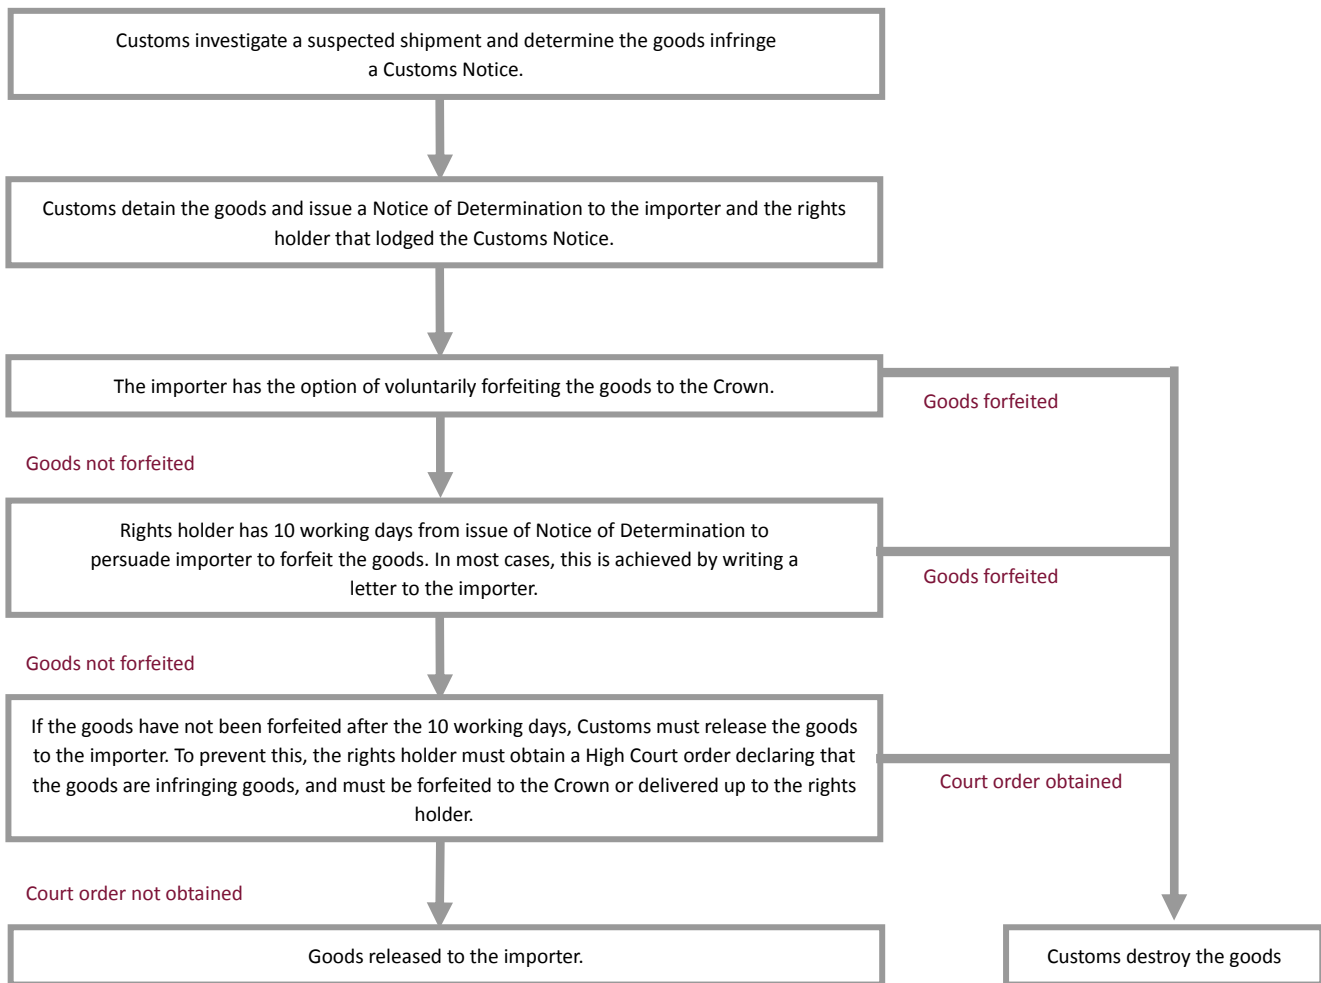 Customs investigate a suspected shipment and determine the goods infringe
a Customs Notice.
Customs detain the goods and issue a Notice of Determination to the importer and the rights
holder that lodged the Customs Notice.
The importer has the option of voluntarily forfeiting the goods to the Crown.
Goods forfeited
Goods not forfeited
Rights holder has 10 working days from issue of Notice of Determination to
persuade importer to forfeit the goods. In most cases, this is achieved by writing a
letter to the importer.
Goods forfeited
Goods not forfeited
If the goods have not been forfeited after the 10 working days, Customs must release the goods
to the importer. To prevent this, the rights holder must obtain a High Court order declaring that
the goods are infringing goods, and must be forfeited to the Crown or delivered up to the rights
holder.
Court order obtained
Court order not obtained
Goods released to the importer.
Customs destroy the goods